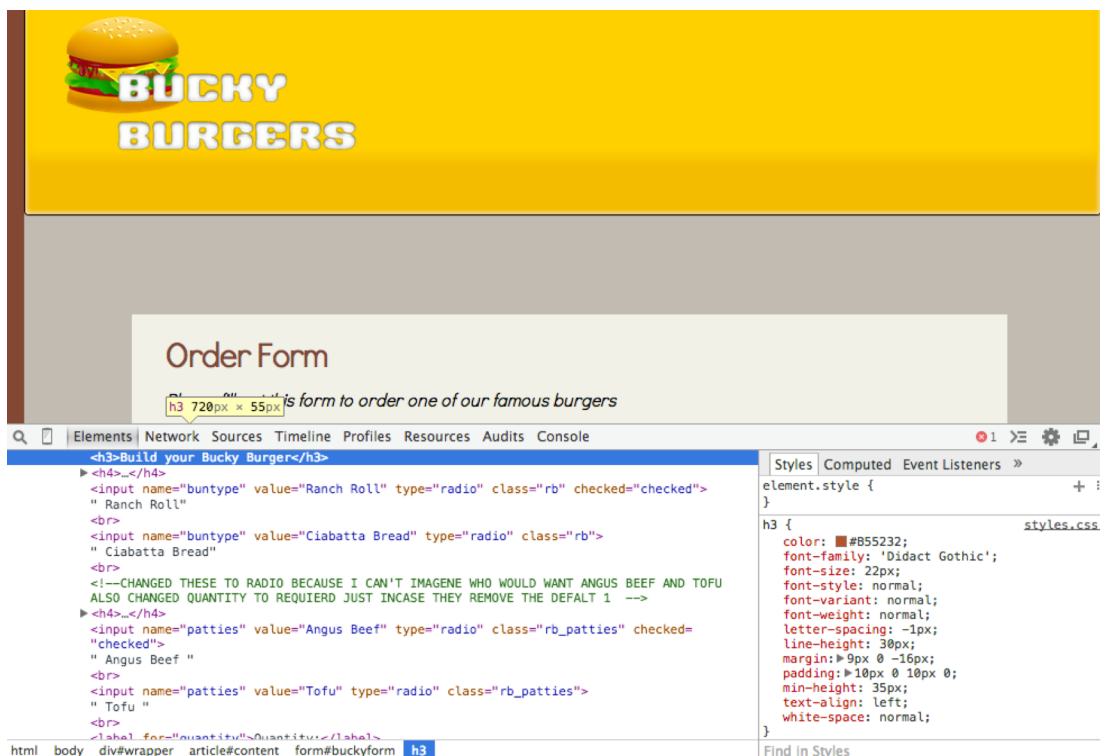 BUCKY
BURGERS
Order Form
this form to order one of our famous burgers
h3 720px × 55px
Elements Network Sources Timeline Profiles Resources Audits Console
1
<h3>Build your Bucky Burger</h3>
▶<h4>…</h4>
<input name="buntype" value="Ranch Roll" type="radio" class="rb" checked="checked">
" Ranch Roll"
<br>
<input name="buntype" value="Ciabatta Bread" type="radio" class="rb">
" Ciabatta Bread"
<br>
<!--CHANGED THESE TO RADIO BECAUSE I CAN'T IMAGENE WHO WOULD WANT ANGUS BEEF AND TOFU
ALSO CHANGED QUANTITY TO REQUIERD JUST INCASE THEY REMOVE THE DEFALT 1 -->
▶<h4>…</h4>
<input name="patties" value="Angus Beef" type="radio" class="rb_patties" checked=
"checked">
" Angus Beef "
<br>
<input name="patties" value="Tofu" type="radio" class="rb_patties">
" Tofu "
<br>
<label for="quantity">Quantity:</label>
html body div#wrapper article#content form#buckyform h3
Styles Computed Event Listeners »
element.style {
}
h3 { styles.css
color: #B55232;
font-family: 'Didact Gothic';
font-size: 22px;
font-style: normal;
font-variant: normal;
font-weight: normal;
letter-spacing: -1px;
line-height: 30px;
margin:▶9px 0 -16px;
padding:▶10px 0 10px 0;
min-height: 35px;
text-align: left;
white-space: normal;
}
Find in Styles